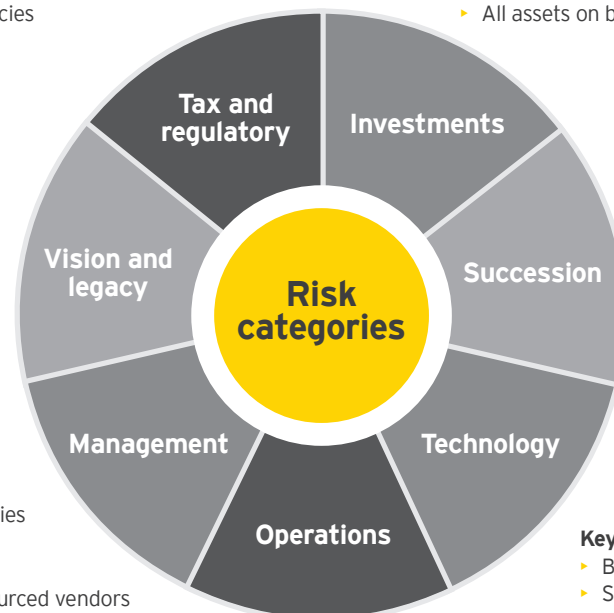 cies
All assets on b
Tax and
regulatory
Investments
Vision and
legacy
Risk
categories
Succession
Management
Technology
Operations
ies
urced vendors
Key
B
S